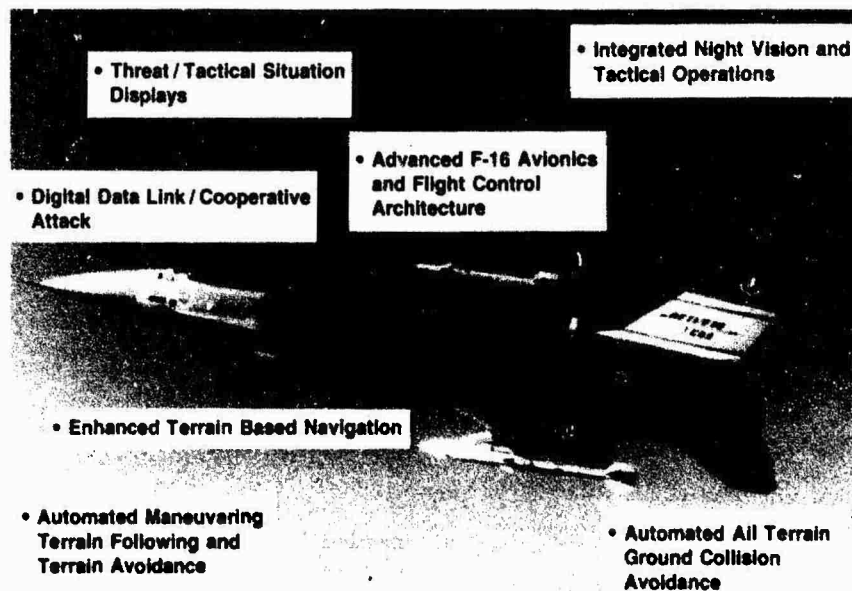 • Threat / Tactical Situation
Displays
• Integrated Night Vision and
Tactical Operations
• Advanced F-16 Avionics
and Flight Control
Architecture
• Digital Data Link / Cooperative
Attack
• Enhanced Terrain Based Navigation
• Automated Maneuvering
Terrain Following and
Terrain Avoidance
• Automated All Terrain
Ground Collision
Avoidance